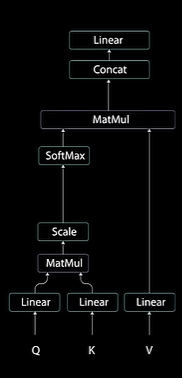 Linear
Concat
MatMul
SoftMax
Scale
MatMul
Linear Linear Linear
Q K V